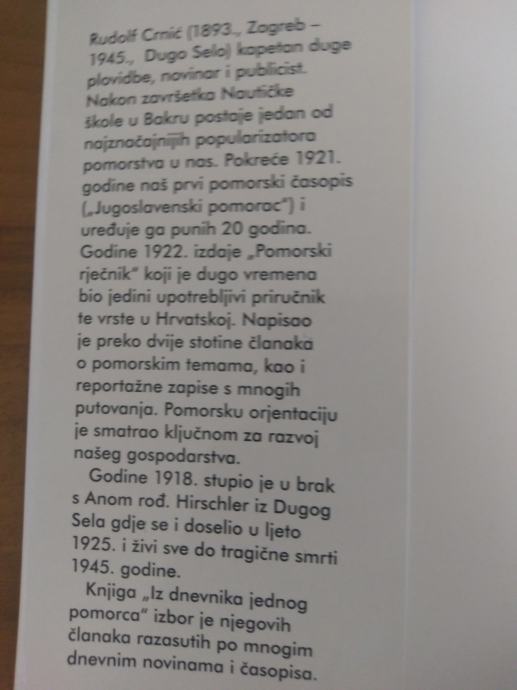 Rudolf Crnić (1893., Zagreb –
1945., Dugo Selo) kapetan duge
plovidbe, novinar i publicist.
Nakon završetka Nautičke
škole u Bakru postaje jedan od
najznačajnijih popularizatora
pomorstva u nas. Pokreće 1921.
godine naš prvi pomorski časopis
(„Jugoslavenski pomorac“) i
uređuje ga punih 20 godina.
Godine 1922. izdaje „Pomorski
rječnik“ koji je dugo vremena
bio jedini upotrebljivi priručnik
te vrste u Hrvatskoj. Napisao
je preko dvije stotine članaka
o pomorskim temama, kao i
reportažne zapise s mnogih
putovanja. Pomorsku orjentaciju
je smatrao ključnom za razvoj
našeg gospodarstva.
Godine 1918. stupio je u brak
s Anom rođ. Hirschler iz Dugog
Sela gdje se i doselio u ljeto
1925. i živi sve do tragične smrti
1945. godine.
Knjiga „Iz dnevnika jednog
pomorca“ izbor je njegovih
članaka razasutih po mnogim
dnevnim novinama i časopisa.